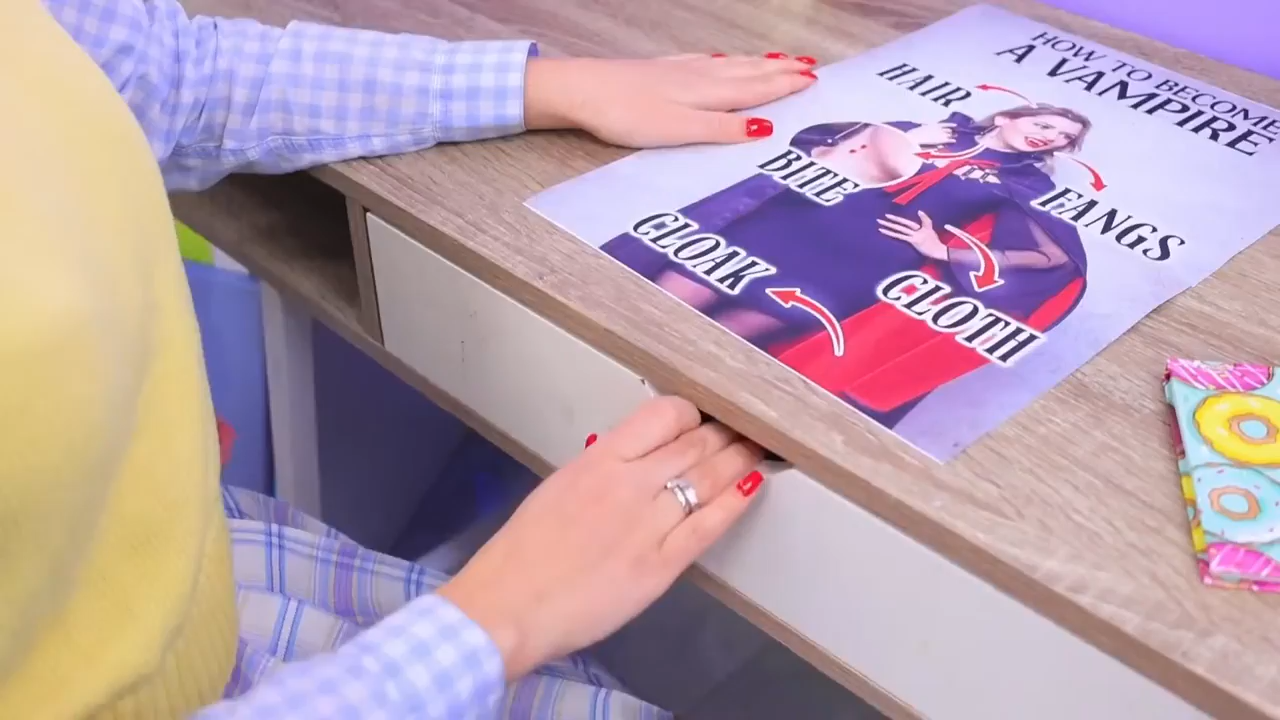 HOW TO BECOME
A VAMPIRE
HAIR
BITE
FANGS
CLOAK
CLOTH